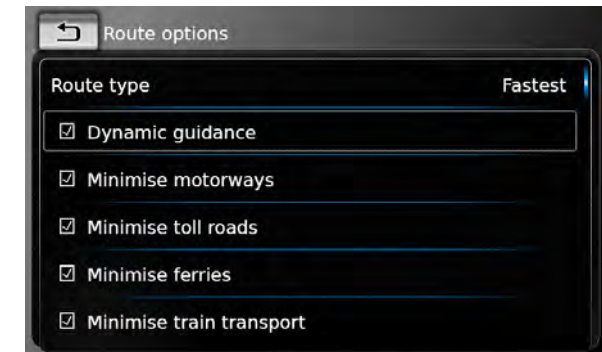 Route options
Route type Fastest
Dynamic guidance
Minimise motorways
Minimise toll roads
Minimise ferries
Minimise train transport